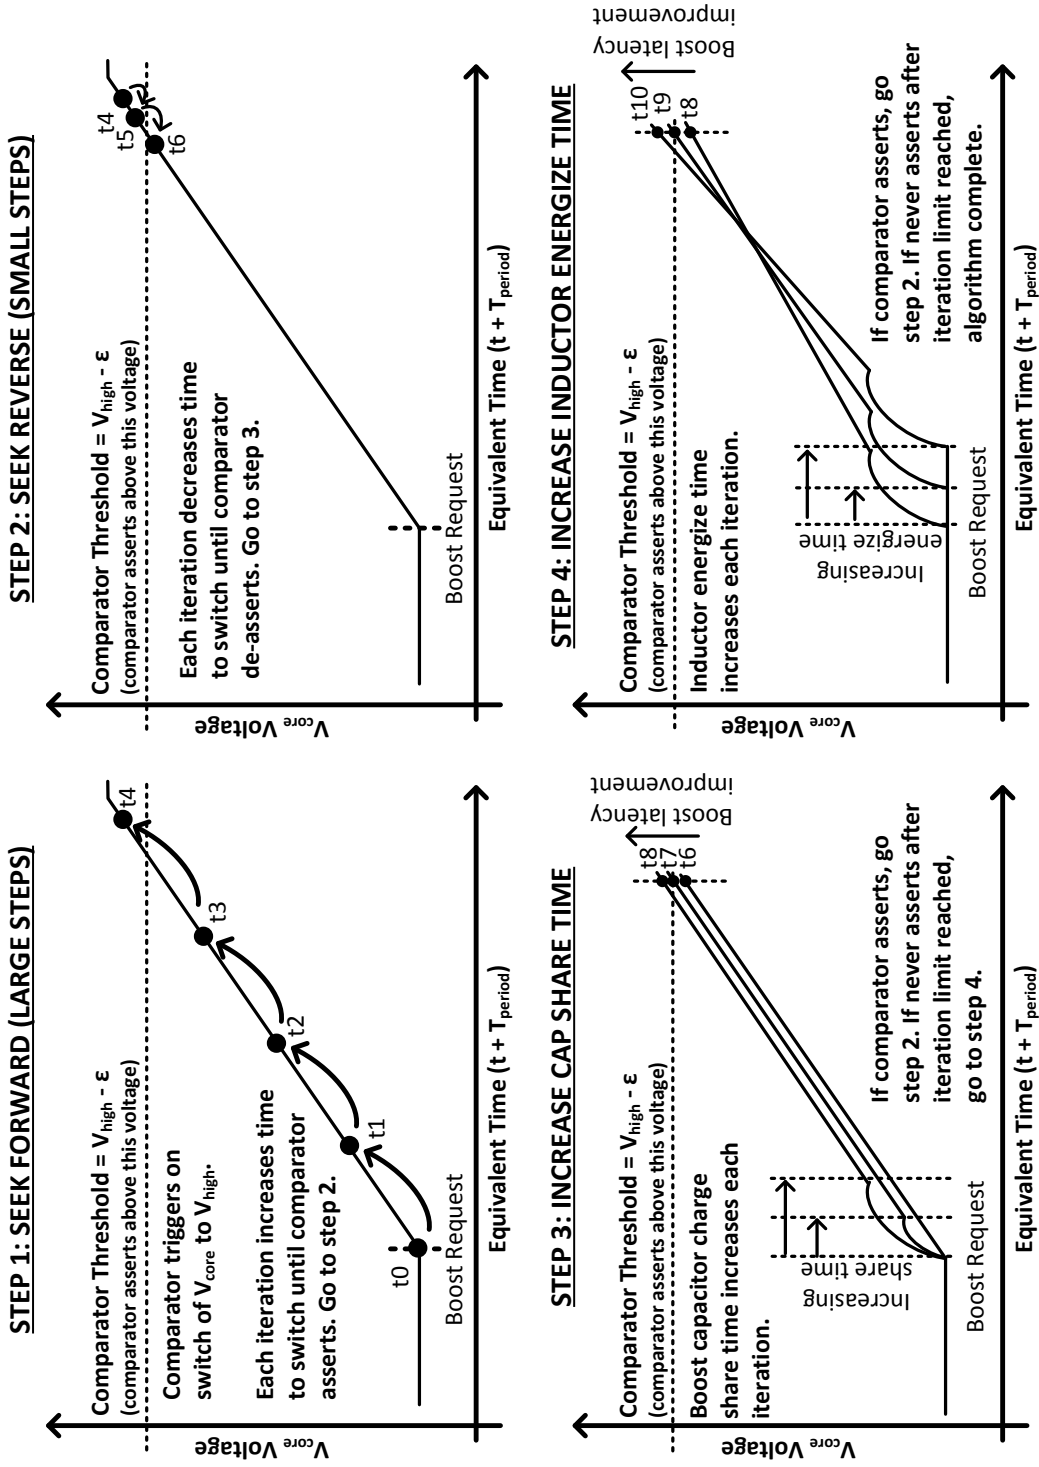 STEP 1: SEEK FORWARD (LARGE STEPS)
Comparator Threshold = Vhigh - ε
(comparator asserts above this voltage)
Comparator triggers on
switch of Vcore to Vhigh.
Each iteration increases time
to switch until comparator
asserts. Go to step 2.
t0
t1
t2
t3
t4
Boost Request
Vcore Voltage
Equivalent Time (t + Tperiod)
STEP 2: SEEK REVERSE (SMALL STEPS)
Comparator Threshold = Vhigh - ε
(comparator asserts above this voltage)
Each iteration decreases time
to switch until comparator
de-asserts. Go to step 3.
t4
t5
t6
Boost Request
Vcore Voltage
Equivalent Time (t + Tperiod)
STEP 3: INCREASE CAP SHARE TIME
Comparator Threshold = Vhigh - ε
(comparator asserts above this voltage)
Boost capacitor charge
share time increases each
iteration.
t8
t7
t6
Boost latency
improvement
Increasing
share time
If comparator asserts, go
step 2. If never asserts after
iteration limit reached,
go to step 4.
Boost Request
Vcore Voltage
Equivalent Time (t + Tperiod)
STEP 4: INCREASE INDUCTOR ENERGIZE TIME
Comparator Threshold = Vhigh - ε
(comparator asserts above this voltage)
Inductor energize time
increases each iteration.
t10
t9
t8
Boost latency
improvement
Increasing
energize time
If comparator asserts, go
step 2. If never asserts after
iteration limit reached,
algorithm complete.
Boost Request
Vcore Voltage
Equivalent Time (t + Tperiod)